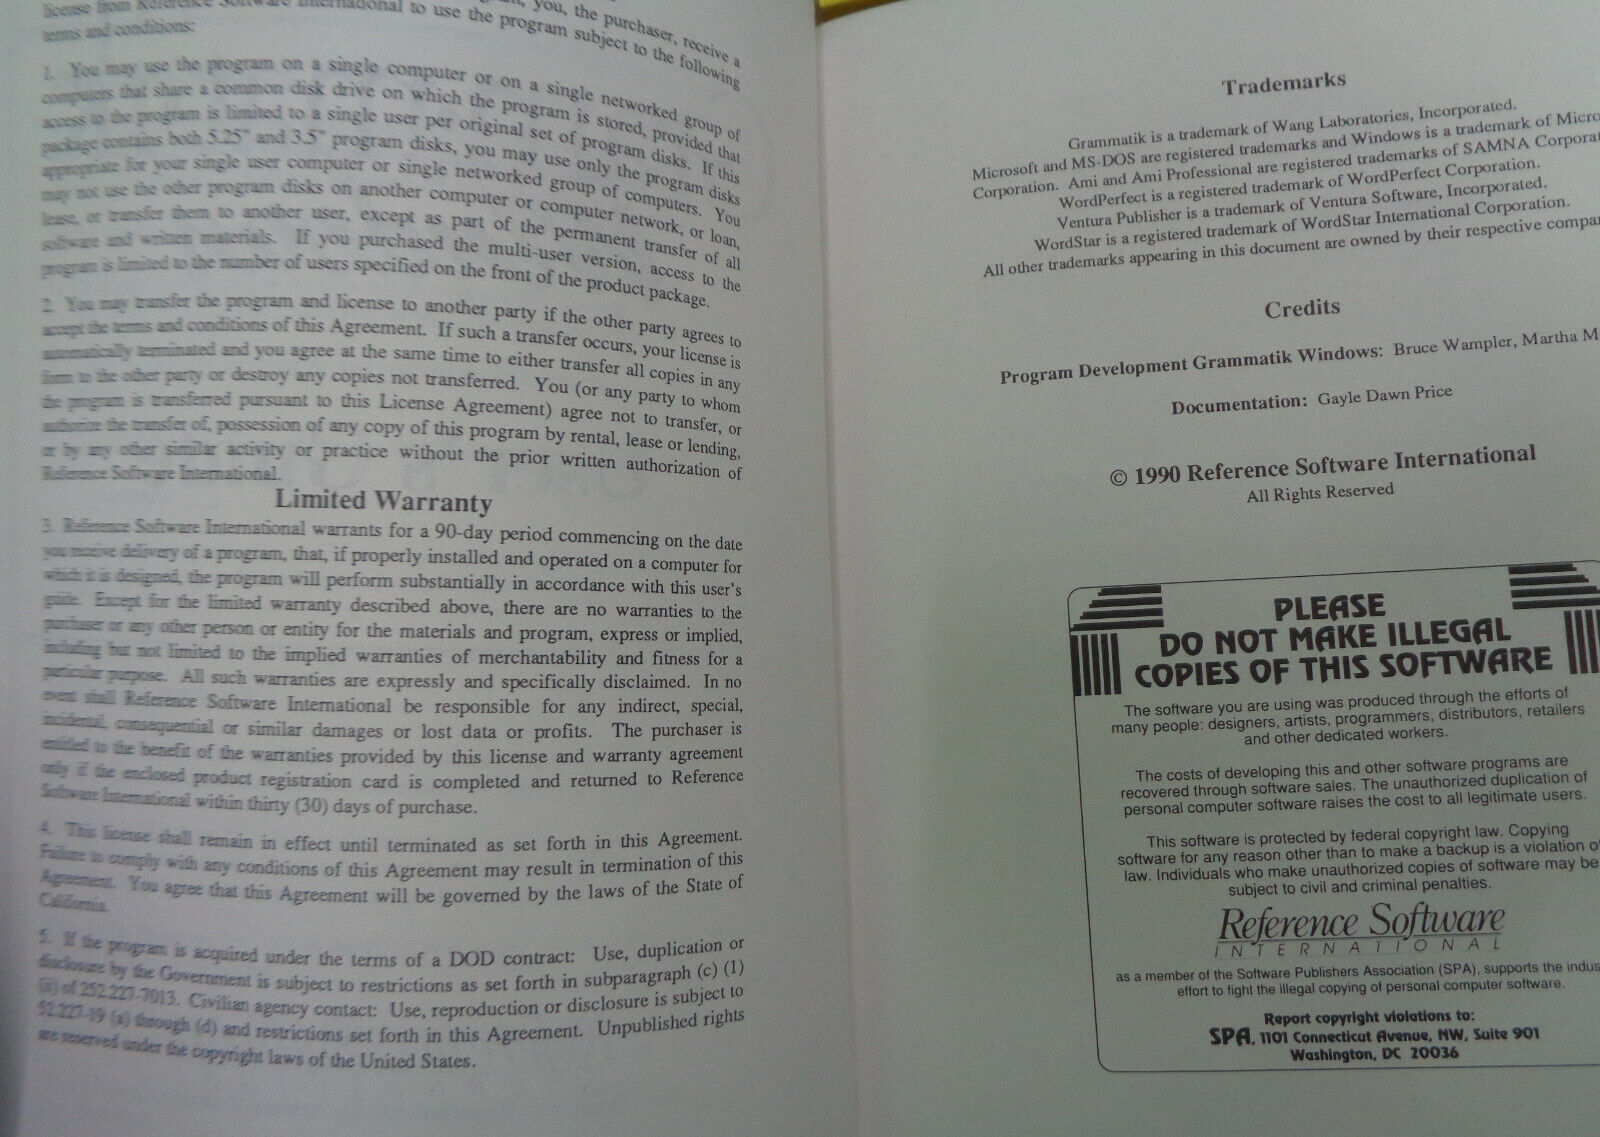 license from Reference Software International to use the program subject to the following
you, the purchaser, receive a
terms and conditions:
1. You may use the program on a single computer or on a single networked group of
computers that share a common disk drive on which the program is stored, provided that
access to the program is limited to a single user per original set of program disks. If this
package contains both 5.25" and 3.5" program disks, you may use only the program disks
appropriate for your single user computer or single networked group of computers. You
may not use the other program disks on another computer or computer network, or loan,
lease, or transfer them to another user, except as part of the permanent transfer of all
software and written materials. If you purchased the multi-user version, access to the
program is limited to the number of users specified on the front of the product package.
2. You may transfer the program and license to another party if the other party agrees to
accept the terms and conditions of this Agreement. If such a transfer occurs, your license is
automatically terminated and you agree at the same time to either transfer all copies in any
form to the other party or destroy any copies not transferred. You (or any party to whom
the program is transferred pursuant to this License Agreement) agree not to transfer, or
authorize the transfer of, possession of any copy of this program by rental, lease or lending,
or by any other similar activity or practice without the prior written authorization of
Reference Software International.
Limited Warranty
3. Reference Software International warrants for a 90-day period commencing on the date
you receive delivery of a program, that, if properly installed and operated on a computer for
which it is designed, the program will perform substantially in accordance with this user's
guide. Except for the limited warranty described above, there are no warranties to the
purchaser or any other person or entity for the materials and program, express or implied,
including but not limited to the implied warranties of merchantability and fitness for a
particular purpose. All such warranties are expressly and specifically disclaimed. In no
event shall Reference Software International be responsible for any indirect, special,
incidental, consequential or similar damages or lost data or profits. The purchaser is
entitled to the benefit of the warranties provided by this license and warranty agreement
only if the enclosed product registration card is completed and returned to Reference
Software International within thirty (30) days of purchase.
4. This license shall remain in effect until terminated as set forth in this Agreement.
Failure to comply with any conditions of this Agreement may result in termination of this
Agreement. You agree that this Agreement will be governed by the laws of the State of
California.
5. If the program is acquired under the terms of a DOD contract: Use, duplication or
disclosure by the Government is subject to restrictions as set forth in subparagraph (c) (1)
(ii) of 252.227-7013. Civilian agency contact: Use, reproduction or disclosure is subject to
52.227-19 (a) through (d) and restrictions set forth in this Agreement. Unpublished rights
are reserved under the copyright laws of the United States.
Trademarks
Grammatik is a trademark of Wang Laboratories, Incorporated.
Microsoft and MS-DOS are registered trademarks and Windows is a trademark of Micro
Corporation. Ami and Ami Professional are registered trademarks of SAMNA Corporat
WordPerfect is a registered trademark of WordPerfect Corporation.
Ventura Publisher is a trademark of Ventura Software, Incorporated.
WordStar is a registered trademark of WordStar International Corporation.
All other trademarks appearing in this document are owned by their respective compan
Credits
Program Development Grammatik Windows: Bruce Wampler, Martha M
Documentation: Gayle Dawn Price
© 1990 Reference Software International
All Rights Reserved
PLEASE
DO NOT MAKE ILLEGAL
COPIES OF THIS SOFTWARE
The software you are using was produced through the efforts of
many people: designers, artists, programmers, distributors, retailers
and other dedicated workers.
The costs of developing this and other software programs are
recovered through software sales. The unauthorized duplication of
personal computer software raises the cost to all legitimate users.
This software is protected by federal copyright law. Copying
software for any reason other than to make a backup is a violation of
law. Individuals who make unauthorized copies of software may be
subject to civil and criminal penalties.
Reference Software
INTERNATIONAL
as a member of the Software Publishers Association (SPA), supports the indus
effort to fight the illegal copying of personal computer software.
Report copyright violations to:
SPA, 1101 Connecticut Avenue, NW, Suite 901
Washington, DC 20036